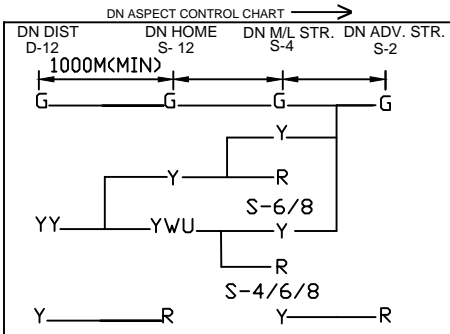 DN ASPECT CONTROL CHART
DN DIST DN HOME DN M/L STR. DN ADV. STR.
D-12 S- 12 S-4 S-2
1000M(MIN)
G G G G
Y
Y R
S-6/8
YY YWU Y
R
S-4/6/8
Y R Y R